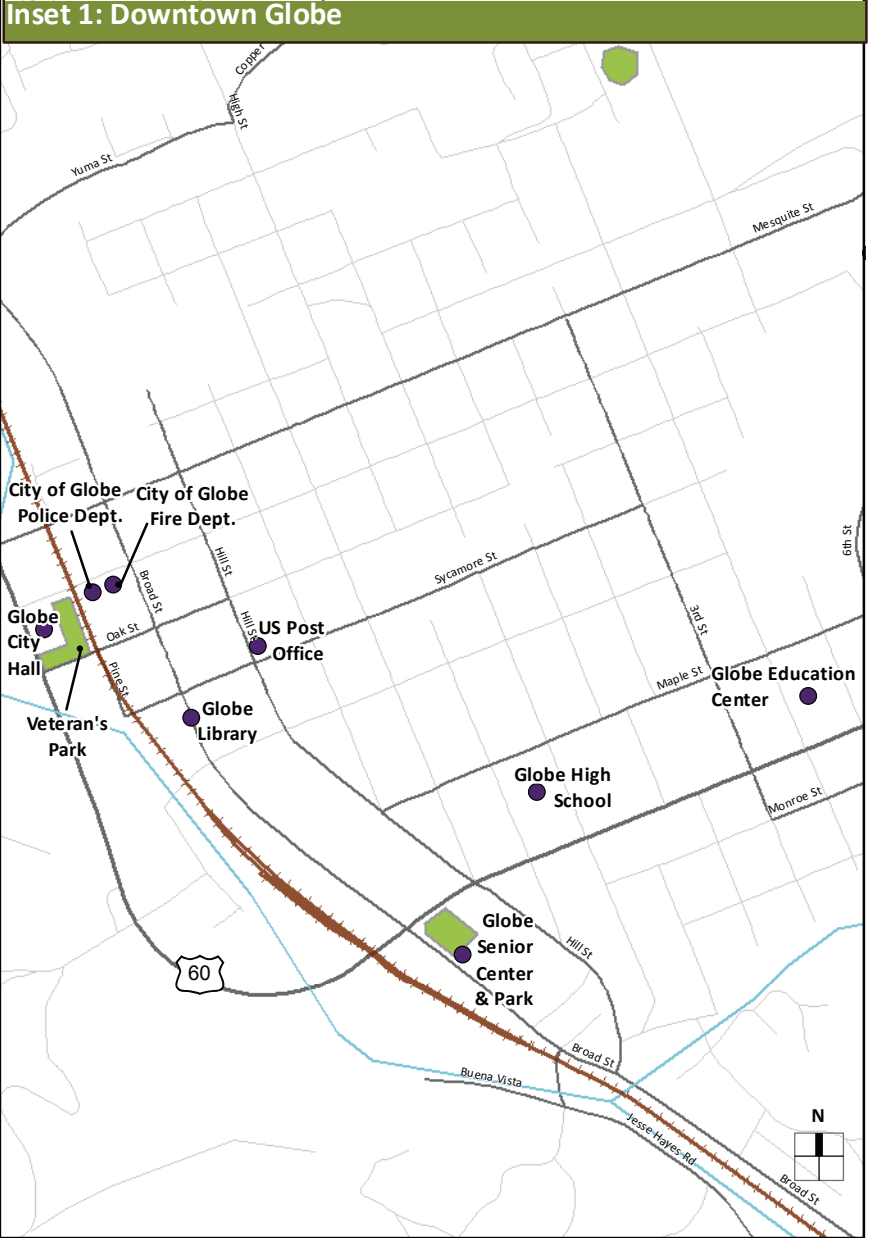 Inset 1: Downtown Globe
Copper
High St
Yuma St
Mesquite St
City of Globe
Police Dept.
City of Globe
Fire Dept.
6th St
Hill St
Sycamore St
Broad St
Globe
City
Hall
Oak St
Hill St
US Post
Office
3rd St
Pine St
Maple St
Globe Education
Center
Veteran's
Park
Globe
Library
Globe High
School
Monroe St
Globe
Senior
Center
& Park
Hill St
60
Broad St
Buena Vista
Jesse Hayes Rd
N
Broad St